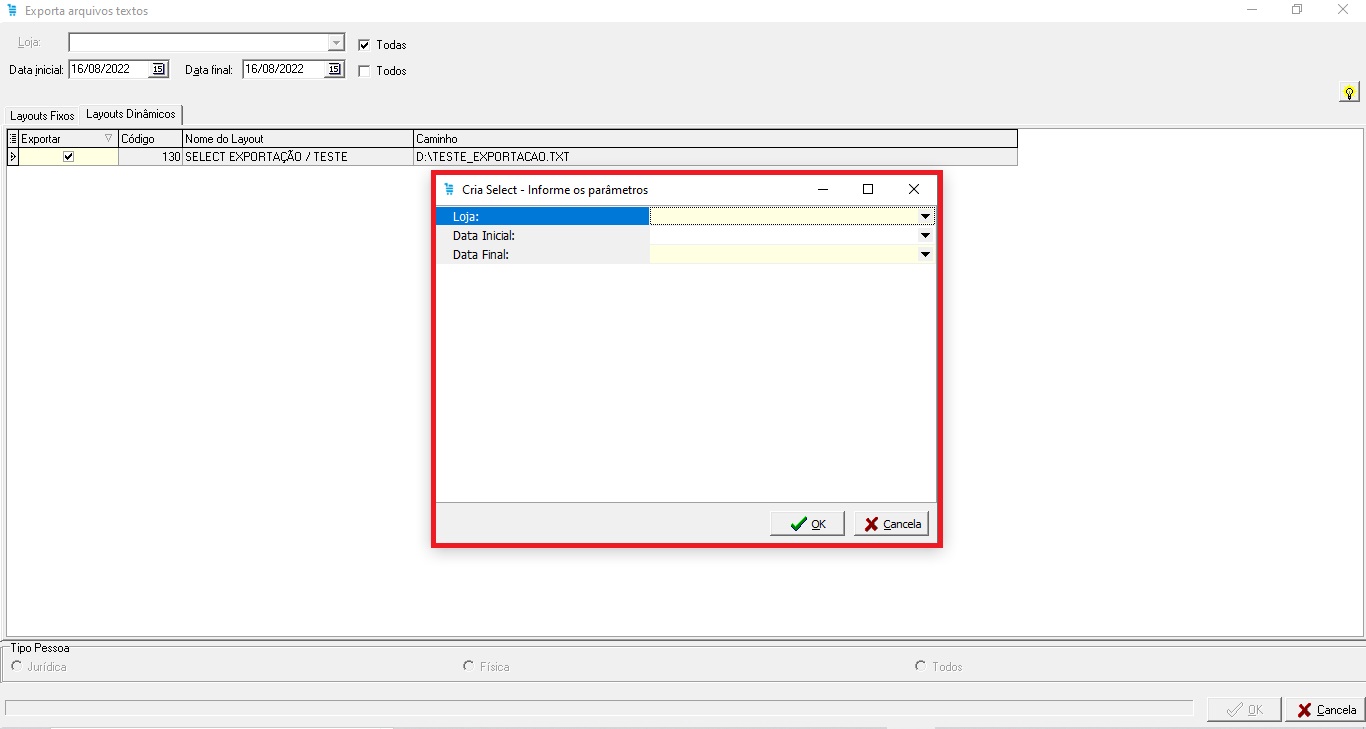 Exporta arquivos textos
Loja: Todas
Data inicial: 16/08/2022 15 Data final: 16/08/2022 15 Todos
Layouts Fixos Layouts Dinâmicos
Exportar Código Nome do Layout Caminho
130 SELECT EXPORTAÇÃO / TESTE D:\TESTE_EXPORTACAO.TXT
Cria Select - Informe os parâmetros
Loja:
Data Inicial:
Data Final:
OK Cancela
Tipo Pessoa
Jurídica Física Todos
OK Cancela